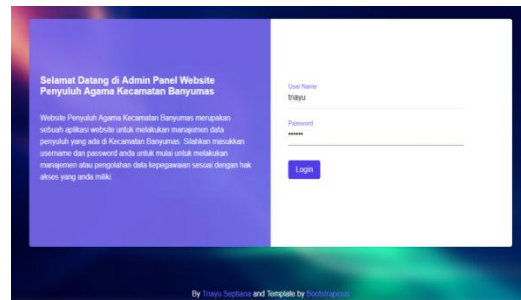 Selamat Datang di Admin Panel Website
Penyuluh Agama Kecamatan Banyumas
Website Penyuluh Agama Kecamatan Banyumas merupakan
sebuah aplikasi website untuk melakukan manajemen data
penyuluh yang ada di Kecamatan Banyumas. Silahkan masukkan
username dan password anda untuk mulai untuk melakukan
manajemen atau pengolahan data kepegawaian sesuai dengan hak
akses yang anda miliki.
User Name
triayu
Password
••••••
Login
By Triayu Septiana and Template by Bootstrapious